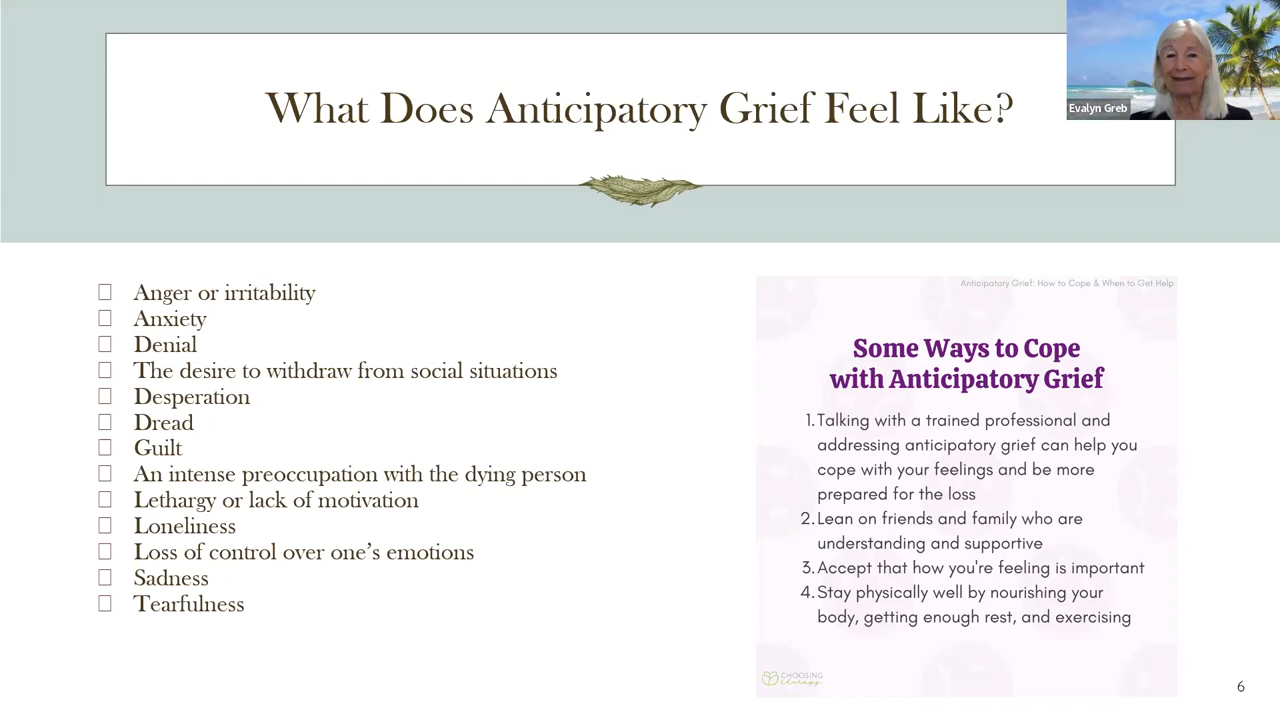 What Does Anticipatory Grief Feel Like?
Evalyn Greb
Anger or irritability
Anxiety
Denial
The desire to withdraw from social situations
Desperation
Dread
Guilt
An intense preoccupation with the dying person
Lethargy or lack of motivation
Loneliness
Loss of control over one’s emotions
Sadness
Tearfulness
Anticipatory Grief: How to Cope & When to Get Help
Some Ways to Cope
with Anticipatory Grief
1. Talking with a trained professional and
addressing anticipatory grief can help you
cope with your feelings and be more
prepared for the loss
2. Lean on friends and family who are
understanding and supportive
3. Accept that how you're feeling is important
4. Stay physically well by nourishing your
body, getting enough rest, and exercising
CHOOSING
therapy
6